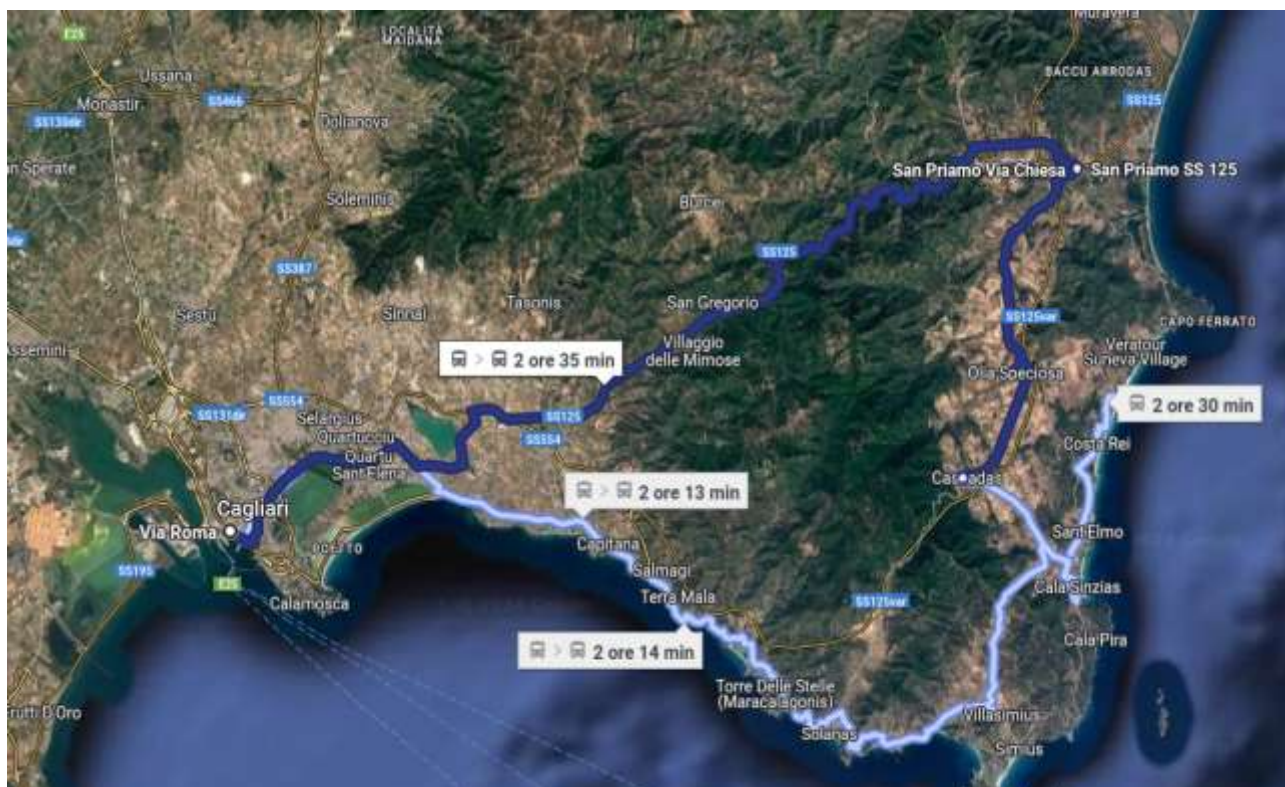 E25
LOCALITÀ
MAIDANA
Muravera
Ussana
BACCU ARRODAS
Monastir
SS466
SS125
SS130dir
Dolianova
San Priamo Via Chiesa
San Priamo SS 125
Soleminis
Burcei
SS125
SS387
Sestu
Sinnai
Tasonis
San Gregorio
CAPO FERRATO
Assemini
Villaggio
delle Mimose
SS125var
Veratour
Suneva Village
2 ore 35 min
Olia Speciosa
2 ore 30 min
SS131dir
SS554
Selargius
SS125
SS554
Quartucciu
Quartu
Sant'Elena
Costa Rei
2 ore 13 min
Cagliari
Via Roma
Capitana
Sant'Elmo
SS195
E25
Calamosca
Salmagi
Terra Mala
SS125var
Cala Sinzias
Cala Pira
2 ore 14 min
Torre Delle Stelle
(Maracalagonis)
Solanas
Villasimius
Simius